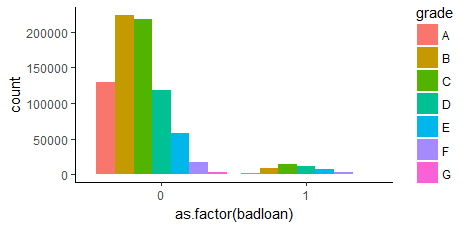 grade
A
B
C
D
E
F
G
count
200000
150000
100000
50000
0
0
1
as.factor(badloan)